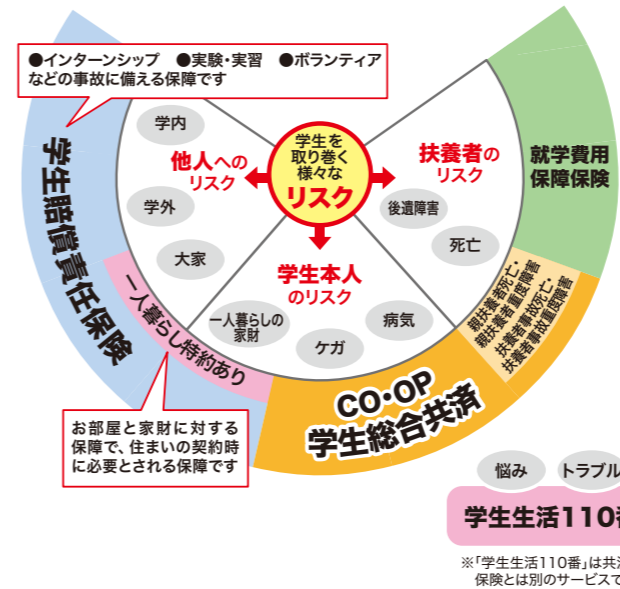 ●インターンシップ ●実験・実習 ●ボランティア
などの事故に備える保障です
学生を
取り巻く
様々な
リスク
他人への
リスク
学内
学外
大家
扶養者の
リスク
後遺障害
死亡
学生本人
のリスク
一人暮らしの
家財
ケガ
病気
学生賠償責任保険
一人暮らし特約あり
お部屋と家財に対する
保障で、住まいの契約時
に必要とされる保障です
CO・OP
学生総合共済
親扶養者死亡・
親扶養者重度障害
扶養者事故死亡・
扶養者事故重度障害
就学費用
保障保険
悩み
トラブル
学生生活110
※「学生生活110番」は共
保険とは別のサービスで